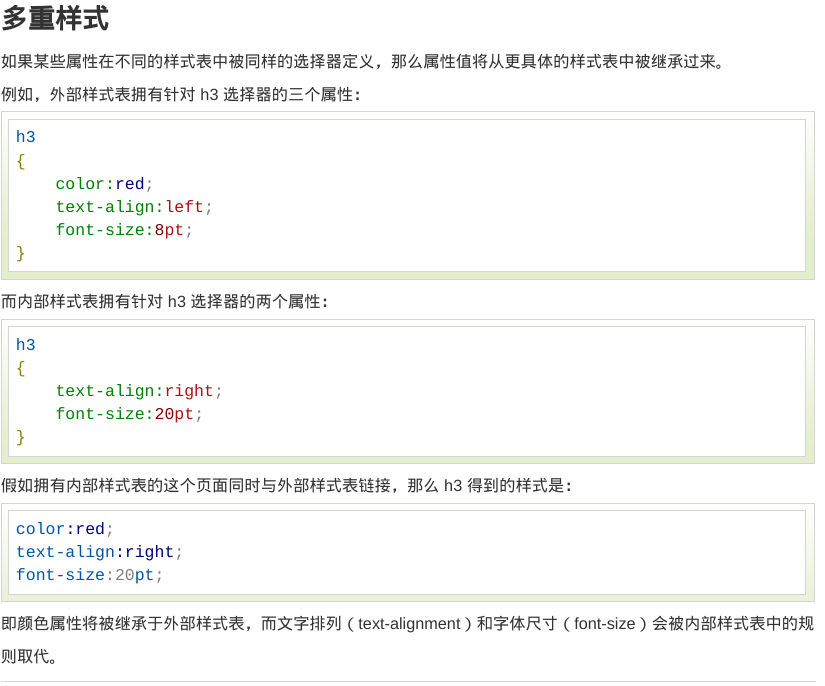 多重样式
如果某些属性在不同的样式表中被同样的选择器定义，那么属性值将从更具体的样式表中被继承过来。
例如，外部样式表拥有针对 h3 选择器的三个属性：
h3
{
    color:red;
    text-align:left;
    font-size:8pt;
}
而内部样式表拥有针对 h3 选择器的两个属性：
h3
{
    text-align:right;
    font-size:20pt;
}
假如拥有内部样式表的这个页面同时与外部样式表链接，那么 h3 得到的样式是：
color:red;
text-align:right;
font-size:20pt;
即颜色属性将被继承于外部样式表，而文字排列（text-alignment）和字体尺寸（font-size）会被内部样式表中的规
则取代。